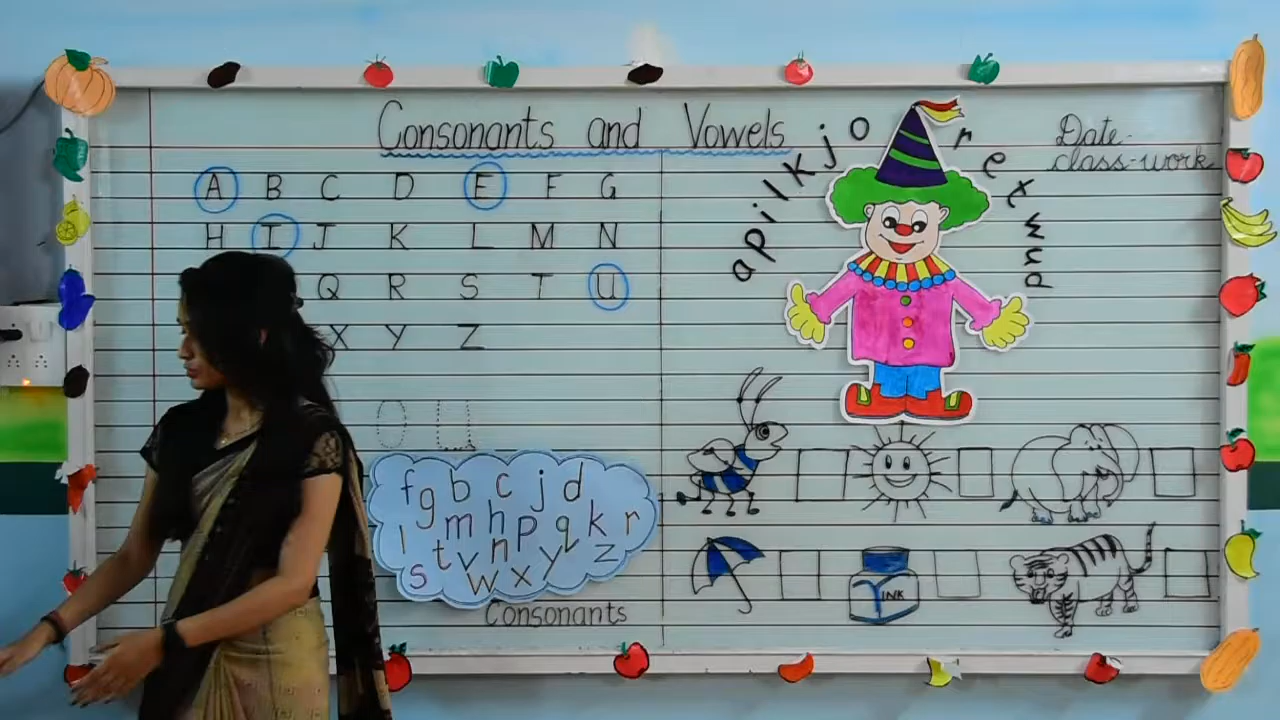 Consonants and Vowels
Date-
class-work
A B C D E F G
H I J K L M N
Q R S T U
X Y Z
o u
f b c j d
g m h p q k r
l t v n y z
s w x
Consonants
a p i l k j o r e t m u d
INK